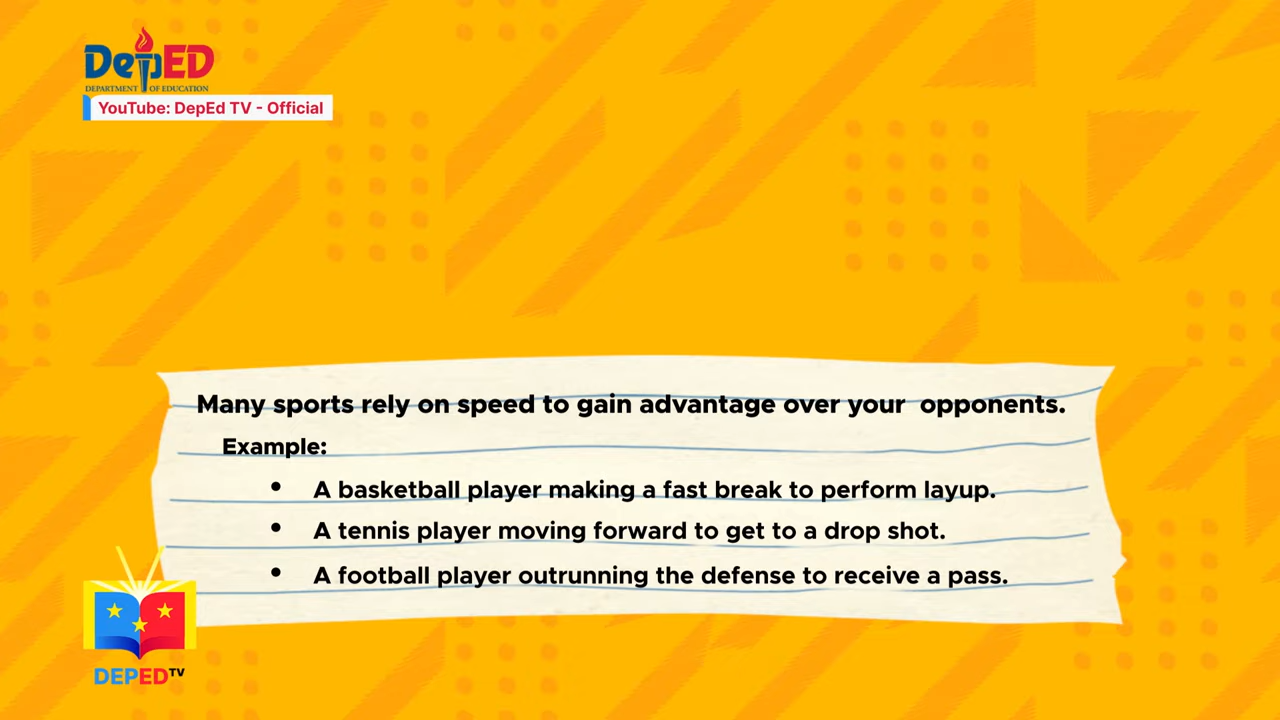 DepED
DEPARTMENT OF EDUCATION
YouTube: DepEd TV - Official
Many sports rely on speed to gain advantage over your opponents.
Example:
• A basketball player making a fast break to perform layup.
• A tennis player moving forward to get to a drop shot.
• A football player outrunning the defense to receive a pass.
DEPED TV